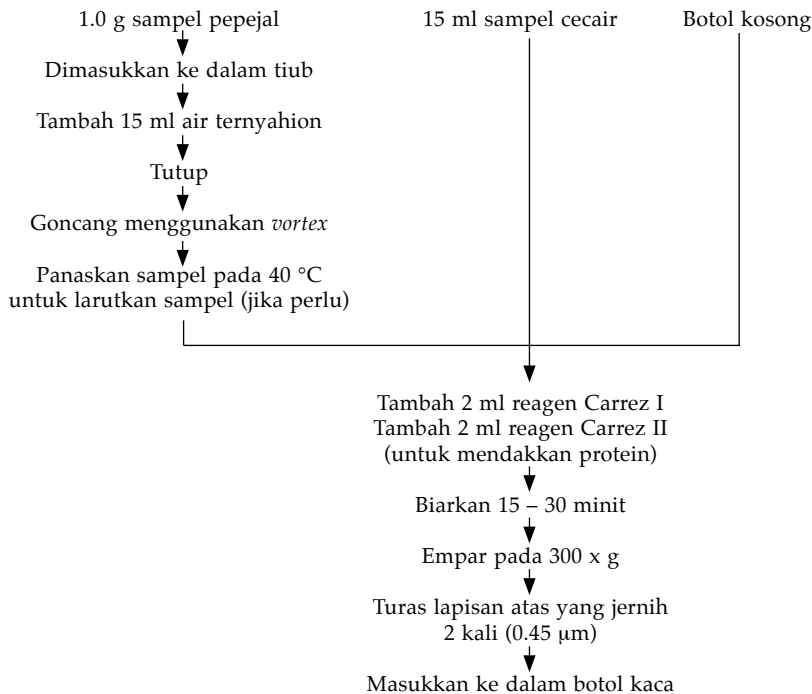 1.0 g sampel pepejal
Dimasukkan ke dalam tiub
Tambah 15 ml air ternyahion
Tutup
Goncang menggunakan vortex
Panaskan sampel pada 40 °C
untuk larutkan sampel (jika perlu)
15 ml sampel cecair
Botol kosong
Tambah 2 ml reagen Carrez I
Tambah 2 ml reagen Carrez II
(untuk mendakkan protein)
Biarkan 15 – 30 minit
Empar pada 300 x g
Turas lapisan atas yang jernih
2 kali (0.45 µm)
Masukkan ke dalam botol kaca